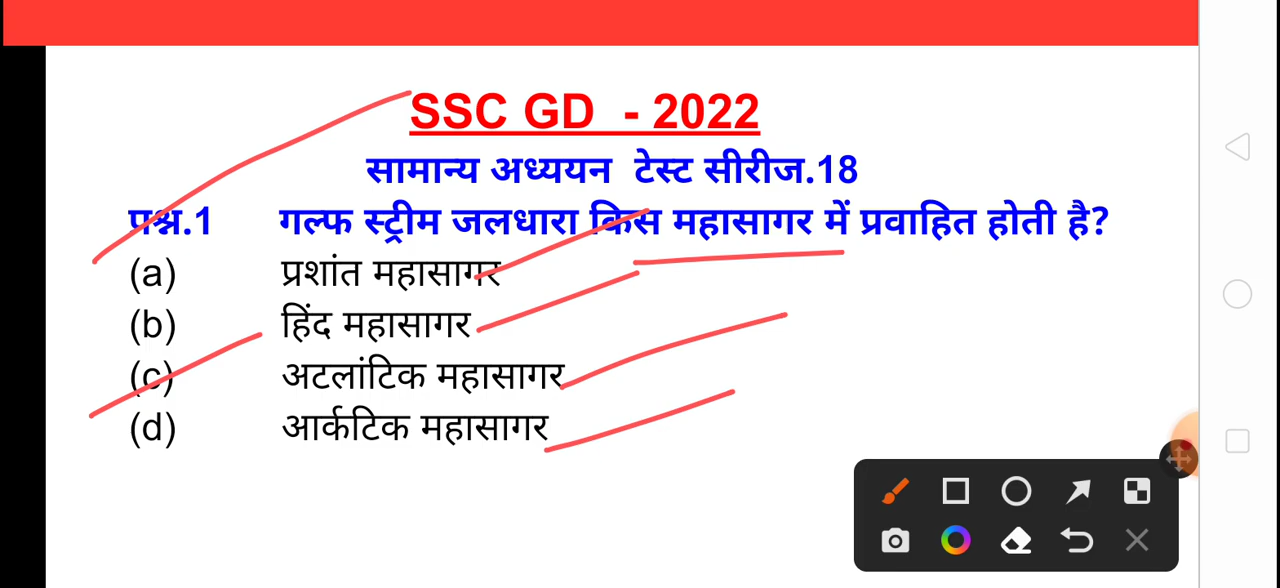 SSC GD - 2022
सामान्य अध्ययन टेस्ट सीरीज.18
प्रश्न.1 गल्फ स्ट्रीम जलधारा किस महासागर में प्रवाहित होती है?
(a) प्रशांत महासागर
(b) हिंद महासागर
(c) अटलांटिक महासागर
(d) आर्कटिक महासागर